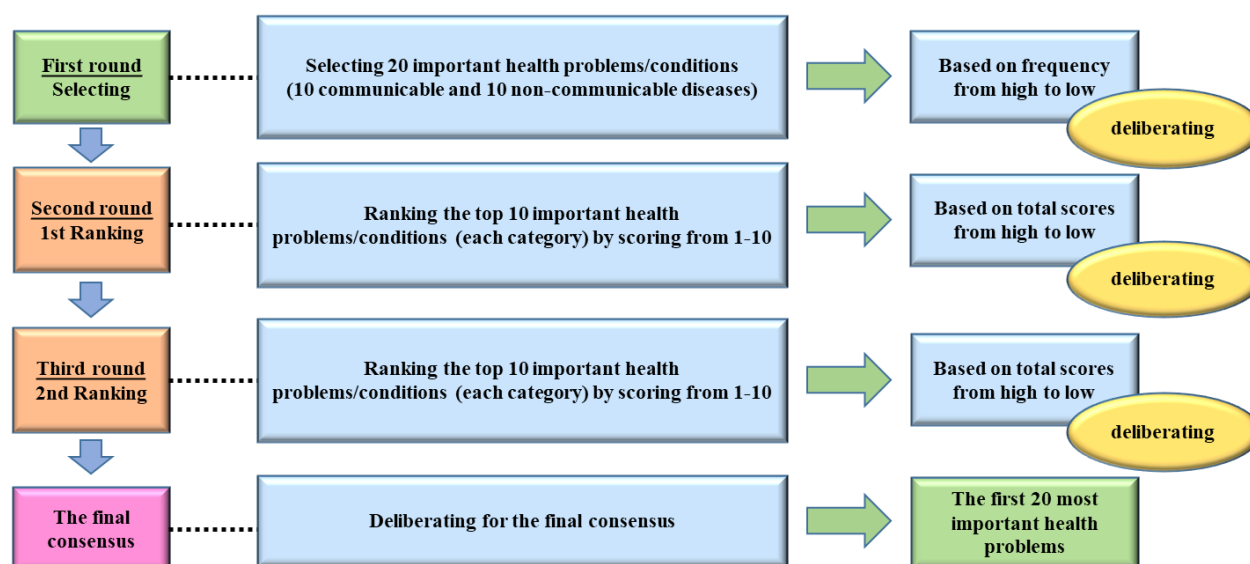 First round
Selecting
Selecting 20 important health problems/conditions
(10 communicable and 10 non-communicable diseases)
Based on frequency
from high to low
deliberating
Second round
1st Ranking
Ranking the top 10 important health
problems/conditions (each category) by scoring from 1-10
Based on total scores
from high to low
deliberating
Third round
2nd Ranking
Ranking the top 10 important health
problems/conditions (each category) by scoring from 1-10
Based on total scores
from high to low
deliberating
The final
consensus
Deliberating for the final consensus
The first 20 most
important health
problems